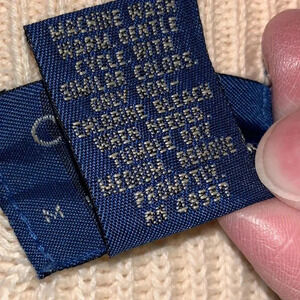 MACHINE WASH
WARM, GENTLE
CYCLE WITH
SIMILAR COLORS.
ONLY NON-
CHLORINE BLEACH
WHEN NEEDED.
TUMBLE DRY
MEDIUM, REMOVE
PROMPTLY.
RN 49557
M